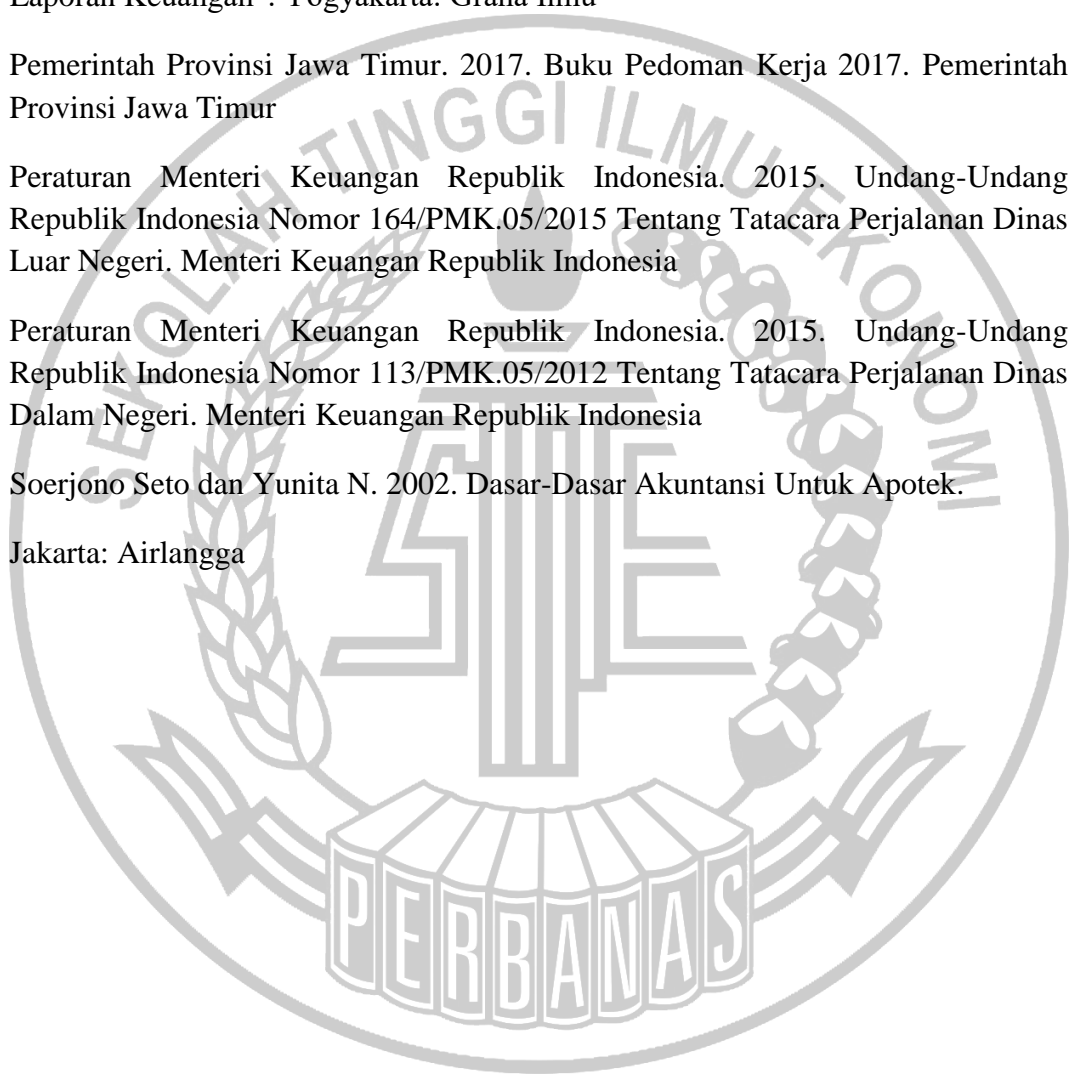 Laporan Keuangan". Yogyakarta: Graha Ilmu
Pemerintah Provinsi Jawa Timur. 2017. Buku Pedoman Kerja 2017. Pemerintah
Provinsi Jawa Timur
Peraturan Menteri Keuangan Republik Indonesia. 2015. Undang-Undang
Republik Indonesia Nomor 164/PMK.05/2015 Tentang Tatacara Perjalanan Dinas
Luar Negeri. Menteri Keuangan Republik Indonesia
Peraturan Menteri Keuangan Republik Indonesia. 2015. Undang-Undang
Republik Indonesia Nomor 113/PMK.05/2012 Tentang Tatacara Perjalanan Dinas
Dalam Negeri. Menteri Keuangan Republik Indonesia
Soerjono Seto dan Yunita N. 2002. Dasar-Dasar Akuntansi Untuk Apotek.
Jakarta: Airlangga
SEKOLAH TINGGI ILMU EKONOMI
STIE
PERBANAS